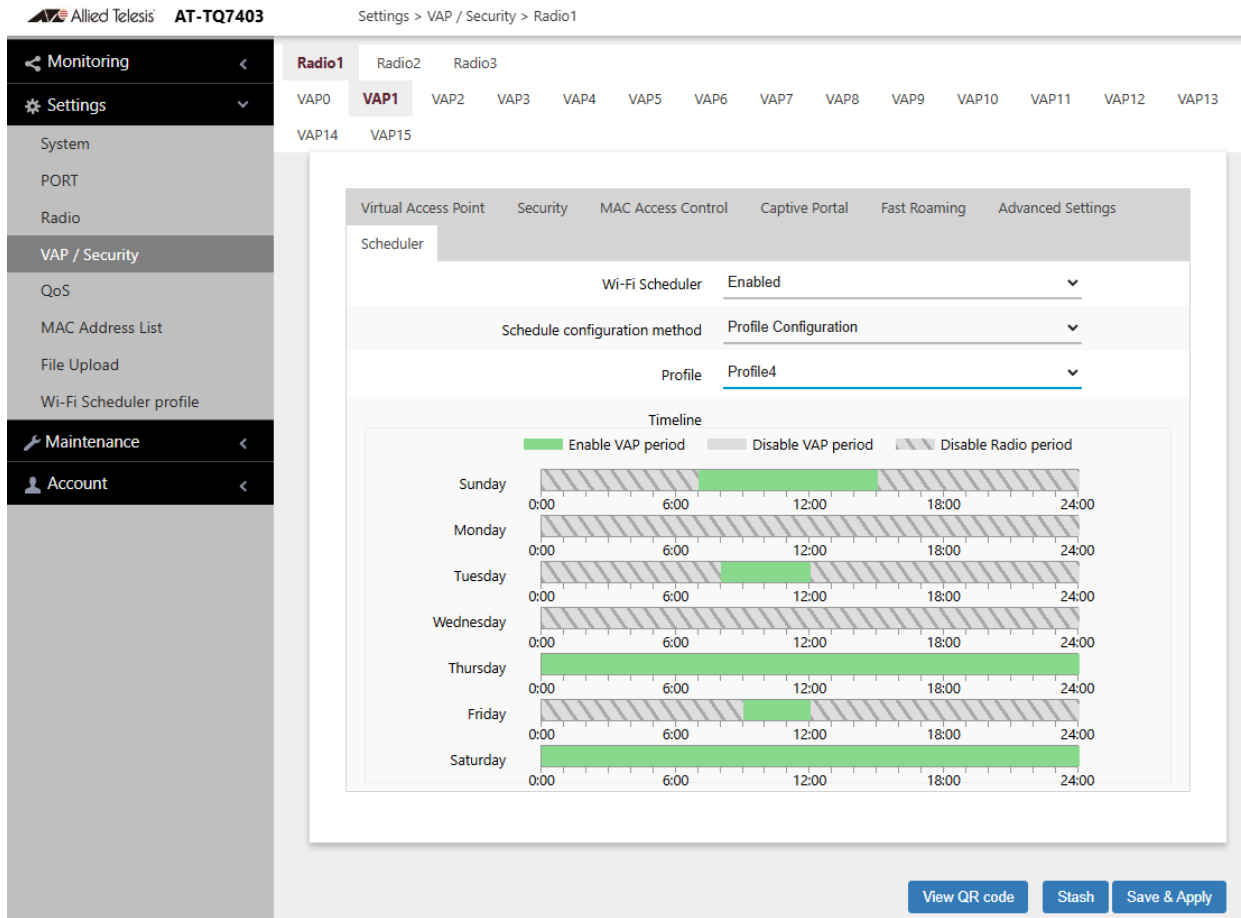 Allied Telesis AT-TQ7403 Settings > VAP / Security > Radio1
Monitoring
Radio1 Radio2 Radio3
Settings
VAP0 VAP1 VAP2 VAP3 VAP4 VAP5 VAP6 VAP7 VAP8 VAP9 VAP10 VAP11 VAP12 VAP13
VAP14 VAP15
System
PORT
Radio
VAP / Security
QoS
MAC Address List
File Upload
Wi-Fi Scheduler profile
Maintenance
Account
Virtual Access Point Security MAC Access Control Captive Portal Fast Roaming Advanced Settings
Scheduler
Wi-Fi Scheduler Enabled
Schedule configuration method Profile Configuration
Profile Profile4
Timeline
Enable VAP period Disable VAP period Disable Radio period
Sunday
0:00 6:00 12:00 18:00 24:00
Monday
0:00 6:00 12:00 18:00 24:00
Tuesday
0:00 6:00 12:00 18:00 24:00
Wednesday
0:00 6:00 12:00 18:00 24:00
Thursday
0:00 6:00 12:00 18:00 24:00
Friday
0:00 6:00 12:00 18:00 24:00
Saturday
0:00 6:00 12:00 18:00 24:00
View QR code Stash Save & Apply